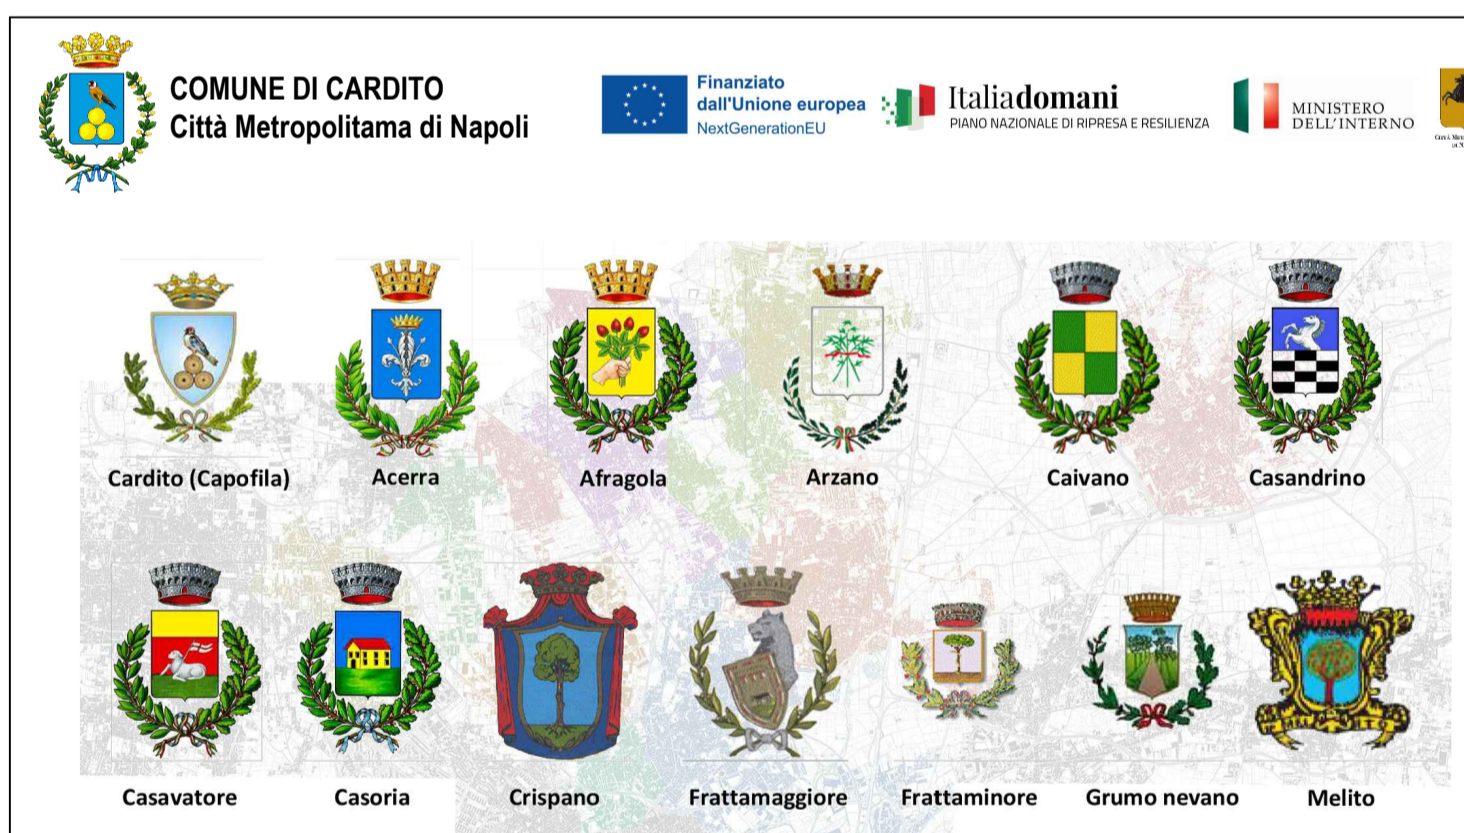 COMUNE DI CARDITO
Città Metropolitama di Napoli
Finanziato
dall'Unione europea
NextGenerationEU
Italiadomani
PIANO NAZIONALE DI RIPRESA E RESILIENZA
MINISTERO
DELL'INTERNO
Cardito (Capofila)
Acerra
Afragola
Arzano
Caivano
Casandrino
Casavatore
Casoria
Crispano
Frattamaggiore
Frattaminore
Grumo nevano
Melito